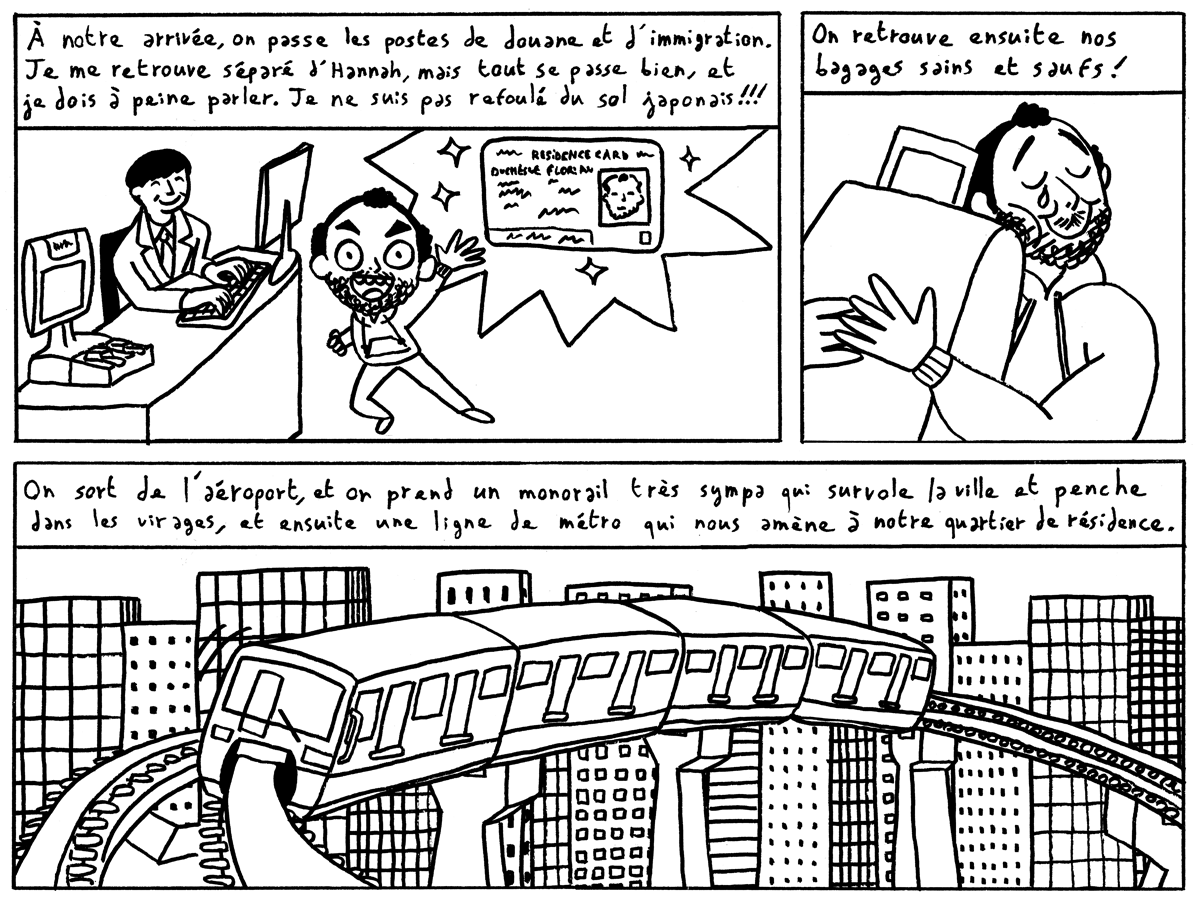 À notre arrivée, on passe les postes de douane et d'immigration.
Je me retrouve séparé d'Hannah, mais tout se passe bien, et
je dois à peine parler. Je ne suis pas refoulé du sol japonais!!!
RESIDENCE CARD
DUCHESNE FLORIAN
On retrouve ensuite nos
bagages sains et saufs!
On sort de l'aéroport, et on prend un monorail très sympa qui survole la ville et penche
dans les virages, et ensuite une ligne de métro qui nous amène à notre quartier de résidence.